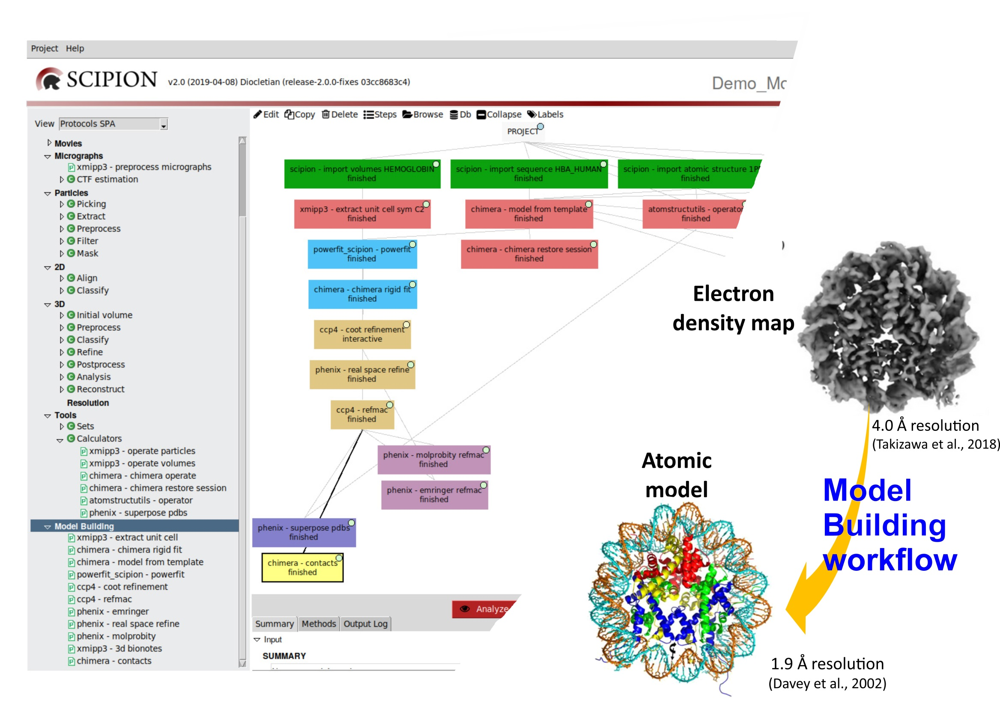 Project Help
SCIPION v2.0 (2019-04-08) Diocletian (release-2.0.0-fixes 03cc8683c4)
Demo_Mo
View Protocols SPA
Movies
Micrographs
xmipp3 - preprocess micrographs
CTF estimation
Particles
Picking
Extract
Preprocess
Filter
Mask
2D
Align
Classify
3D
Initial volume
Preprocess
Classify
Refine
Postprocess
Analysis
Reconstruct
Resolution
Tools
Sets
Calculators
xmipp3 - operate particles
xmipp3 - operate volumes
chimera - chimera operate
chimera - chimera restore session
atomstructutils - operator
phenix - superpose pdbs
Model Building
xmipp3 - extract unit cell
chimera - chimera rigid fit
chimera - model from template
powerfit_scipion - powerfit
ccp4 - coot refinement
ccp4 - refmac
phenix - emringer
phenix - real space refine
phenix - molprobity
xmipp3 - 3d bionotes
chimera - contacts
Edit Copy Delete Steps Browse Db Collapse Labels
PROJECT
scipion - import volumes HEMOGLOBIN
finished
scipion - import sequence HBA_HUMAN
finished
scipion - import atomic structure 1P
finished
xmipp3 - extract unit cell sym C2
finished
chimera - model from template
finished
atomstructutils - operator
finished
powerfit_scipion - powerfit
finished
chimera - chimera restore session
finished
chimera - chimera rigid fit
finished
ccp4 - coot refinement
interactive
phenix - real space refine
finished
ccp4 - refmac
finished
phenix - molprobity refmac
finished
phenix - emringer refmac
finished
phenix - superpose pdbs
finished
chimera - contacts
finished
Analyze
Summary Methods Output Log
Input
SUMMARY
Electron
density map
4.0 Å resolution
(Takizawa et al., 2018)
Atomic
model
Model
Building
workflow
1.9 Å resolution
(Davey et al., 2002)